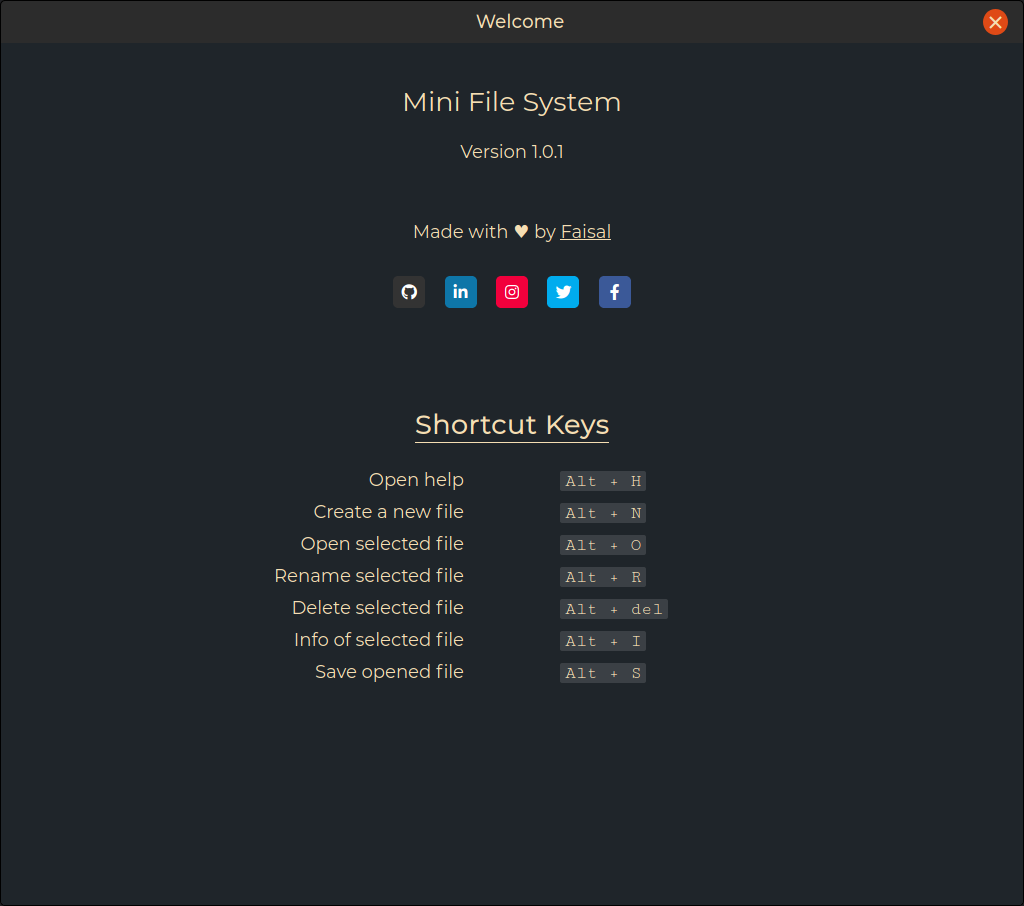 Welcome
Mini File System
Version 1.0.1
Made with ♥ by Faisal
in
Shortcut Keys
Open help Alt + H
Create a new file Alt + N
Open selected file Alt + O
Rename selected file Alt + R
Delete selected file Alt + del
Info of selected file Alt + I
Save opened file Alt + S